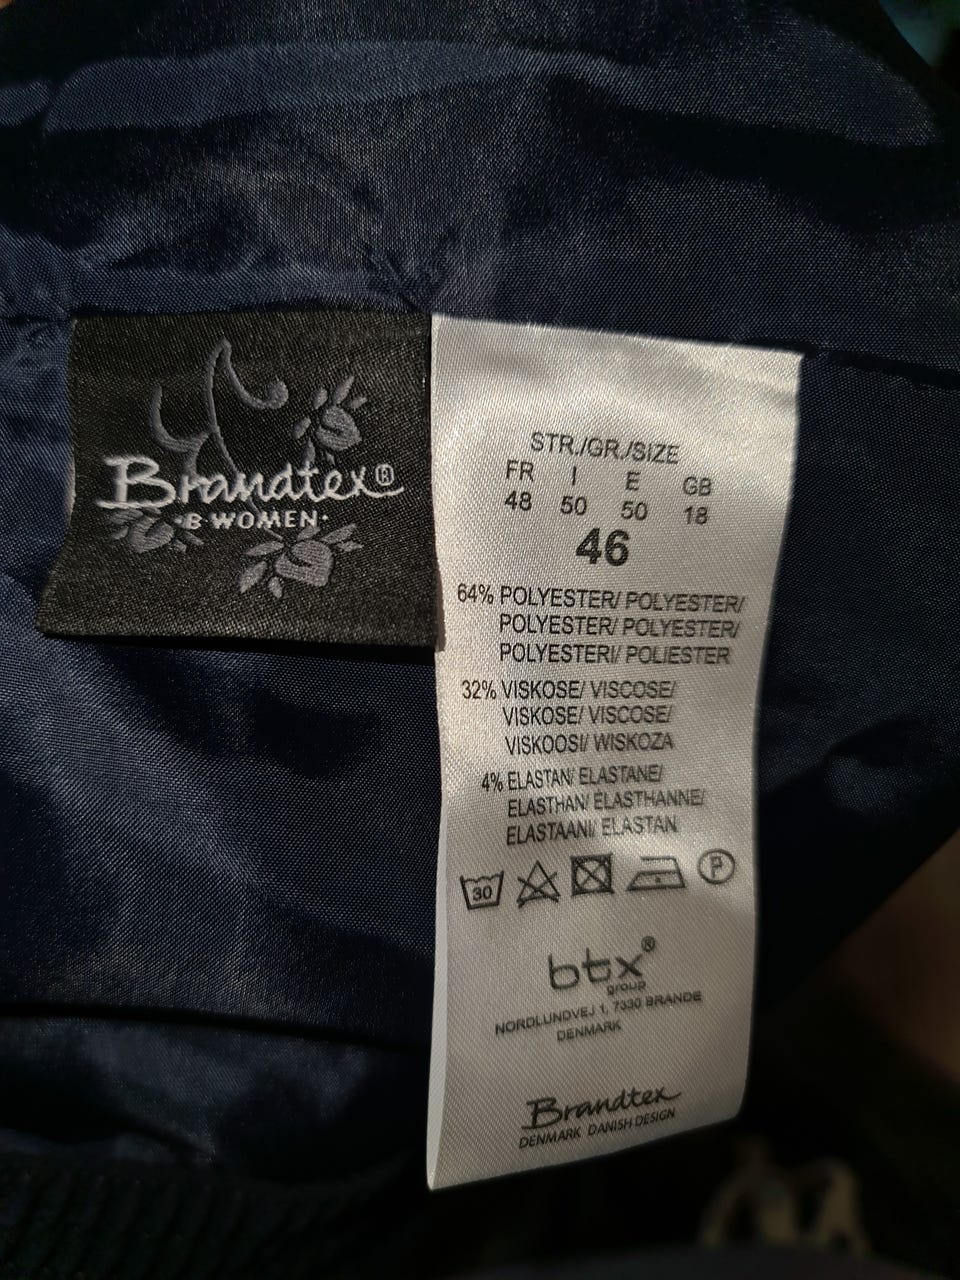 Brandtex®
·B·WOMEN·
STR./GR./SIZE
FR I E GB
48 50 50 18
46
64% POLYESTER/ POLYESTER/
POLYESTER/ POLYESTER/
POLYESTERI/ POLIESTER
32% VISKOSE/ VISCOSE/
VISKOSE/ VISCOSE/
VISKOOSI/ WISKOZA
4% ELASTAN/ ELASTANE/
ELASTHAN/ ELASTHANNE/
ELASTAANI/ ELASTAN
30 P
btx®
group
NORDLUNDVEJ 1, 7330 BRANDE
DENMARK
Brandtex
DENMARK DANISH DESIGN